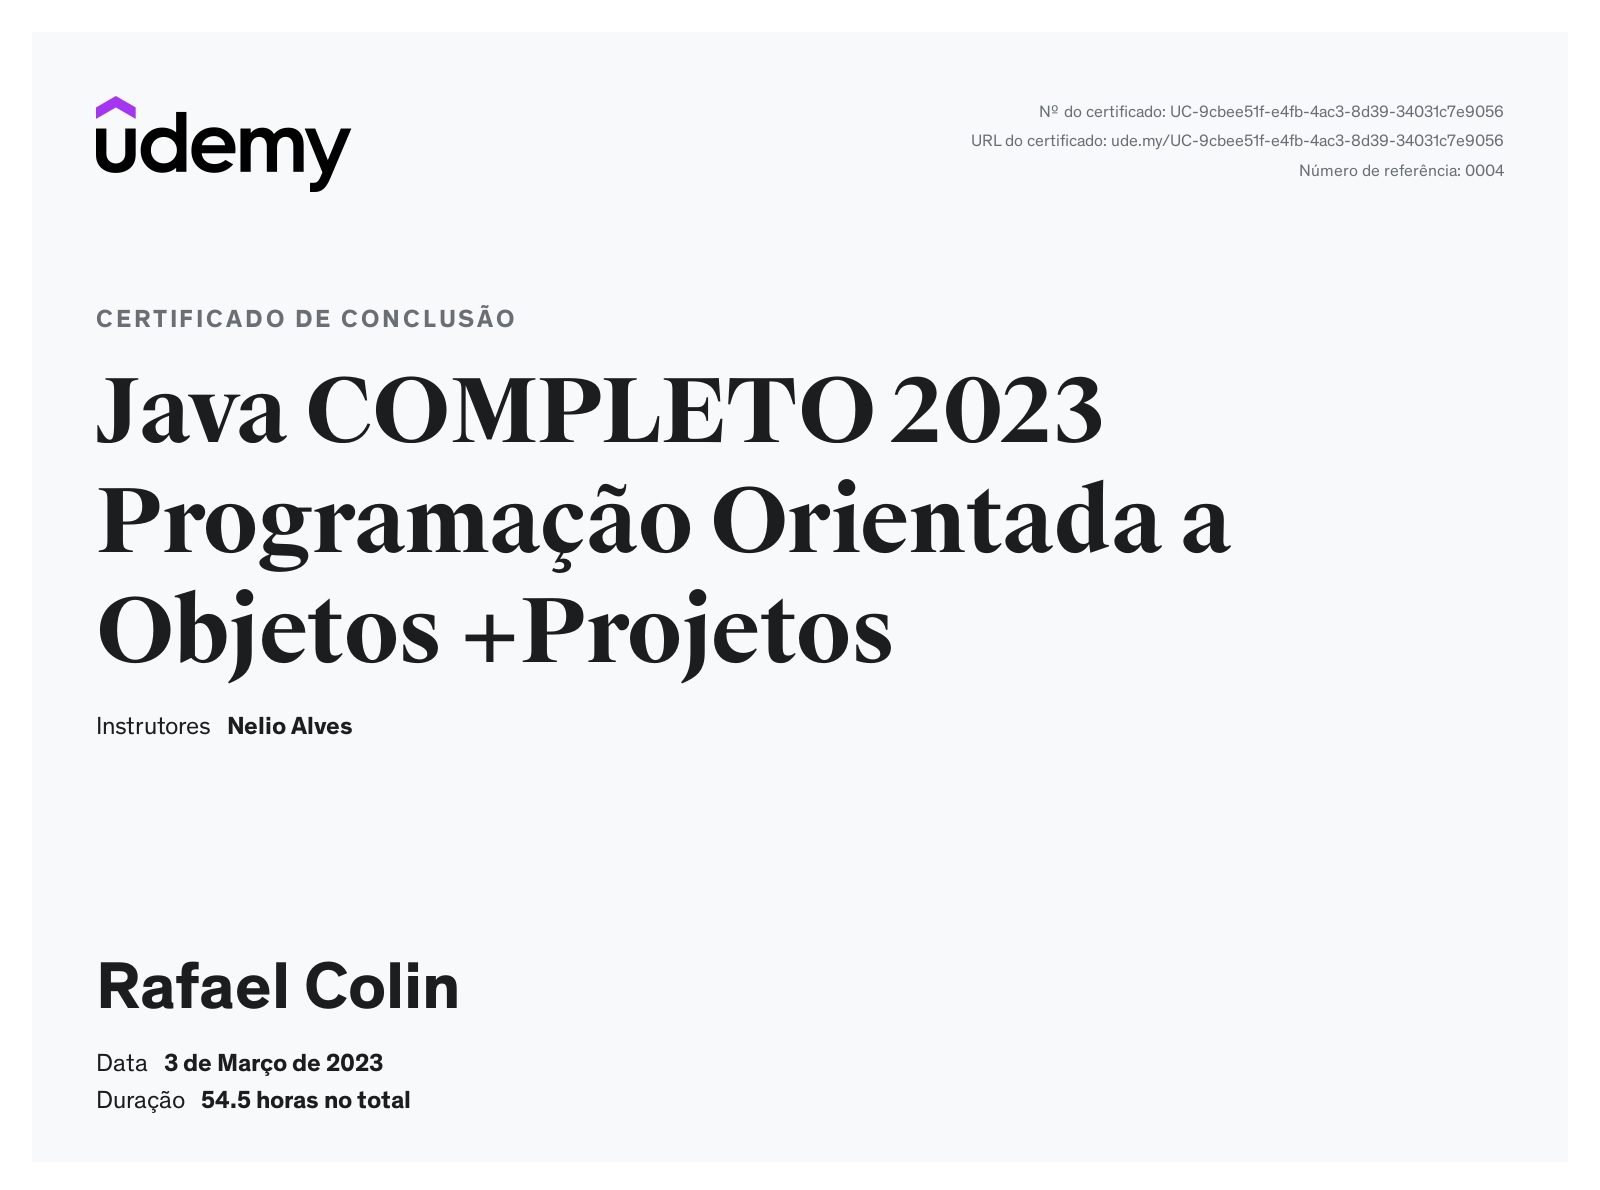 udemy
Nº do certificado: UC-9cbee51f-e4fb-4ac3-8d39-34031c7e9056
URL do certificado: ude.my/UC-9cbee51f-e4fb-4ac3-8d39-34031c7e9056
Número de referência: 0004
CERTIFICADO DE CONCLUSÃO
Java COMPLETO 2023
Programação Orientada a
Objetos +Projetos
Instrutores Nelio Alves
Rafael Colin
Data 3 de Março de 2023
Duração 54.5 horas no total